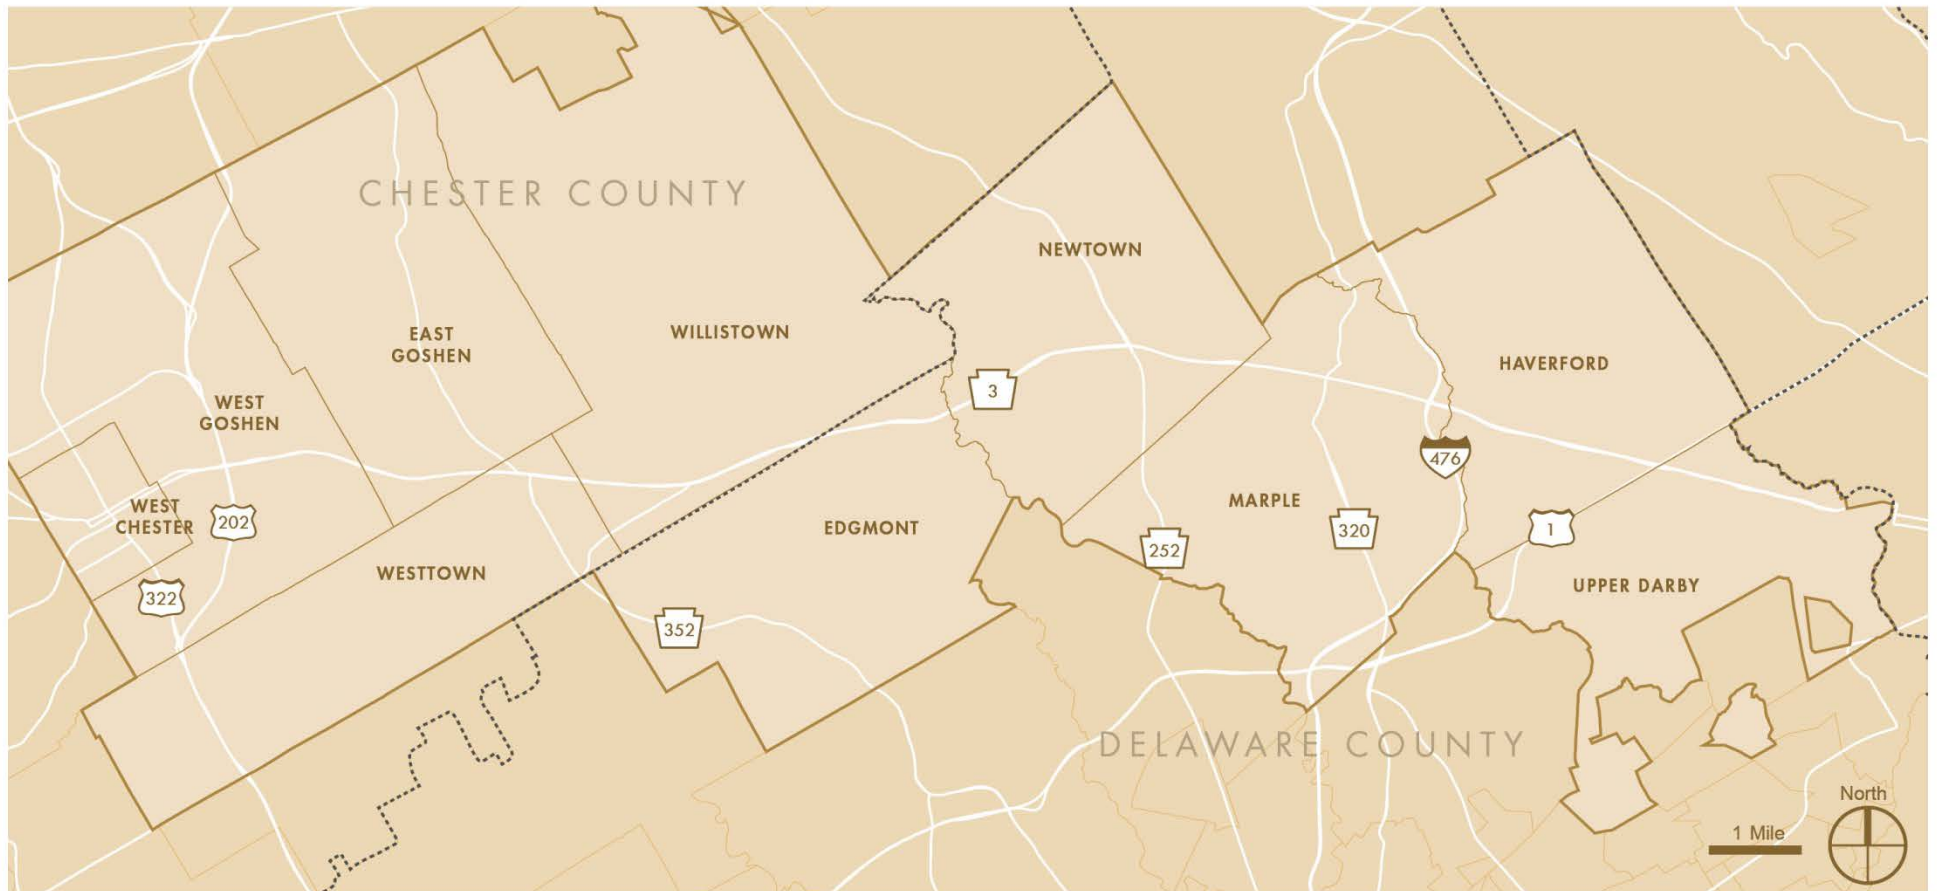 CHESTER COUNTY
NEWTOWN
EAST
GOSHEN
WILLISTOWN
HAVERFORD
3
WEST
GOSHEN
476
WEST
CHESTER
202
EDGMONT
MARPLE
320
1
252
WESTTOWN
322
UPPER DARBY
352
DELAWARE COUNTY
North
1 Mile